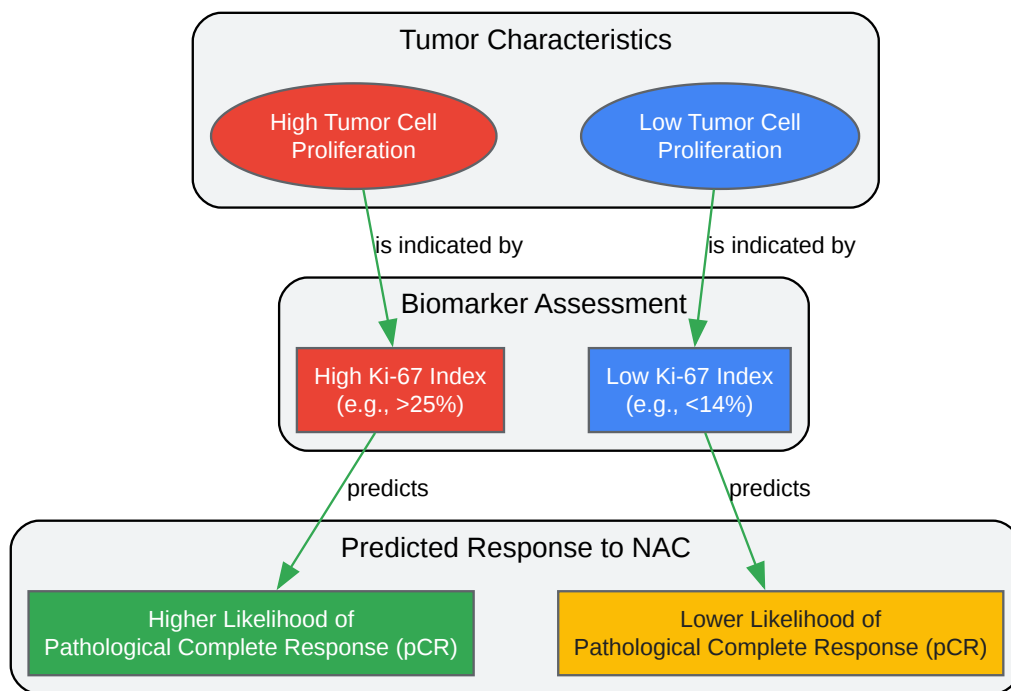 Tumor Characteristics
High Tumor Cell
Proliferation
Low Tumor Cell
Proliferation
is indicated by
is indicated by
Biomarker Assessment
High Ki-67 Index
(e.g., >25%)
Low Ki-67 Index
(e.g., <14%)
predicts
predicts
Predicted Response to NAC
Higher Likelihood of
Pathological Complete Response (pCR)
Lower Likelihood of
Pathological Complete Response (pCR)